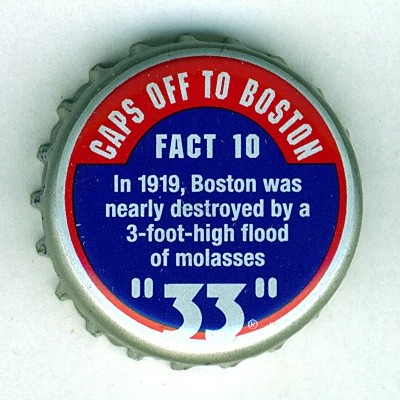 CAPS OFF TO BOSTON
FACT 10
In 1919, Boston was
nearly destroyed by a
3-foot-high flood
of molasses
"33"®